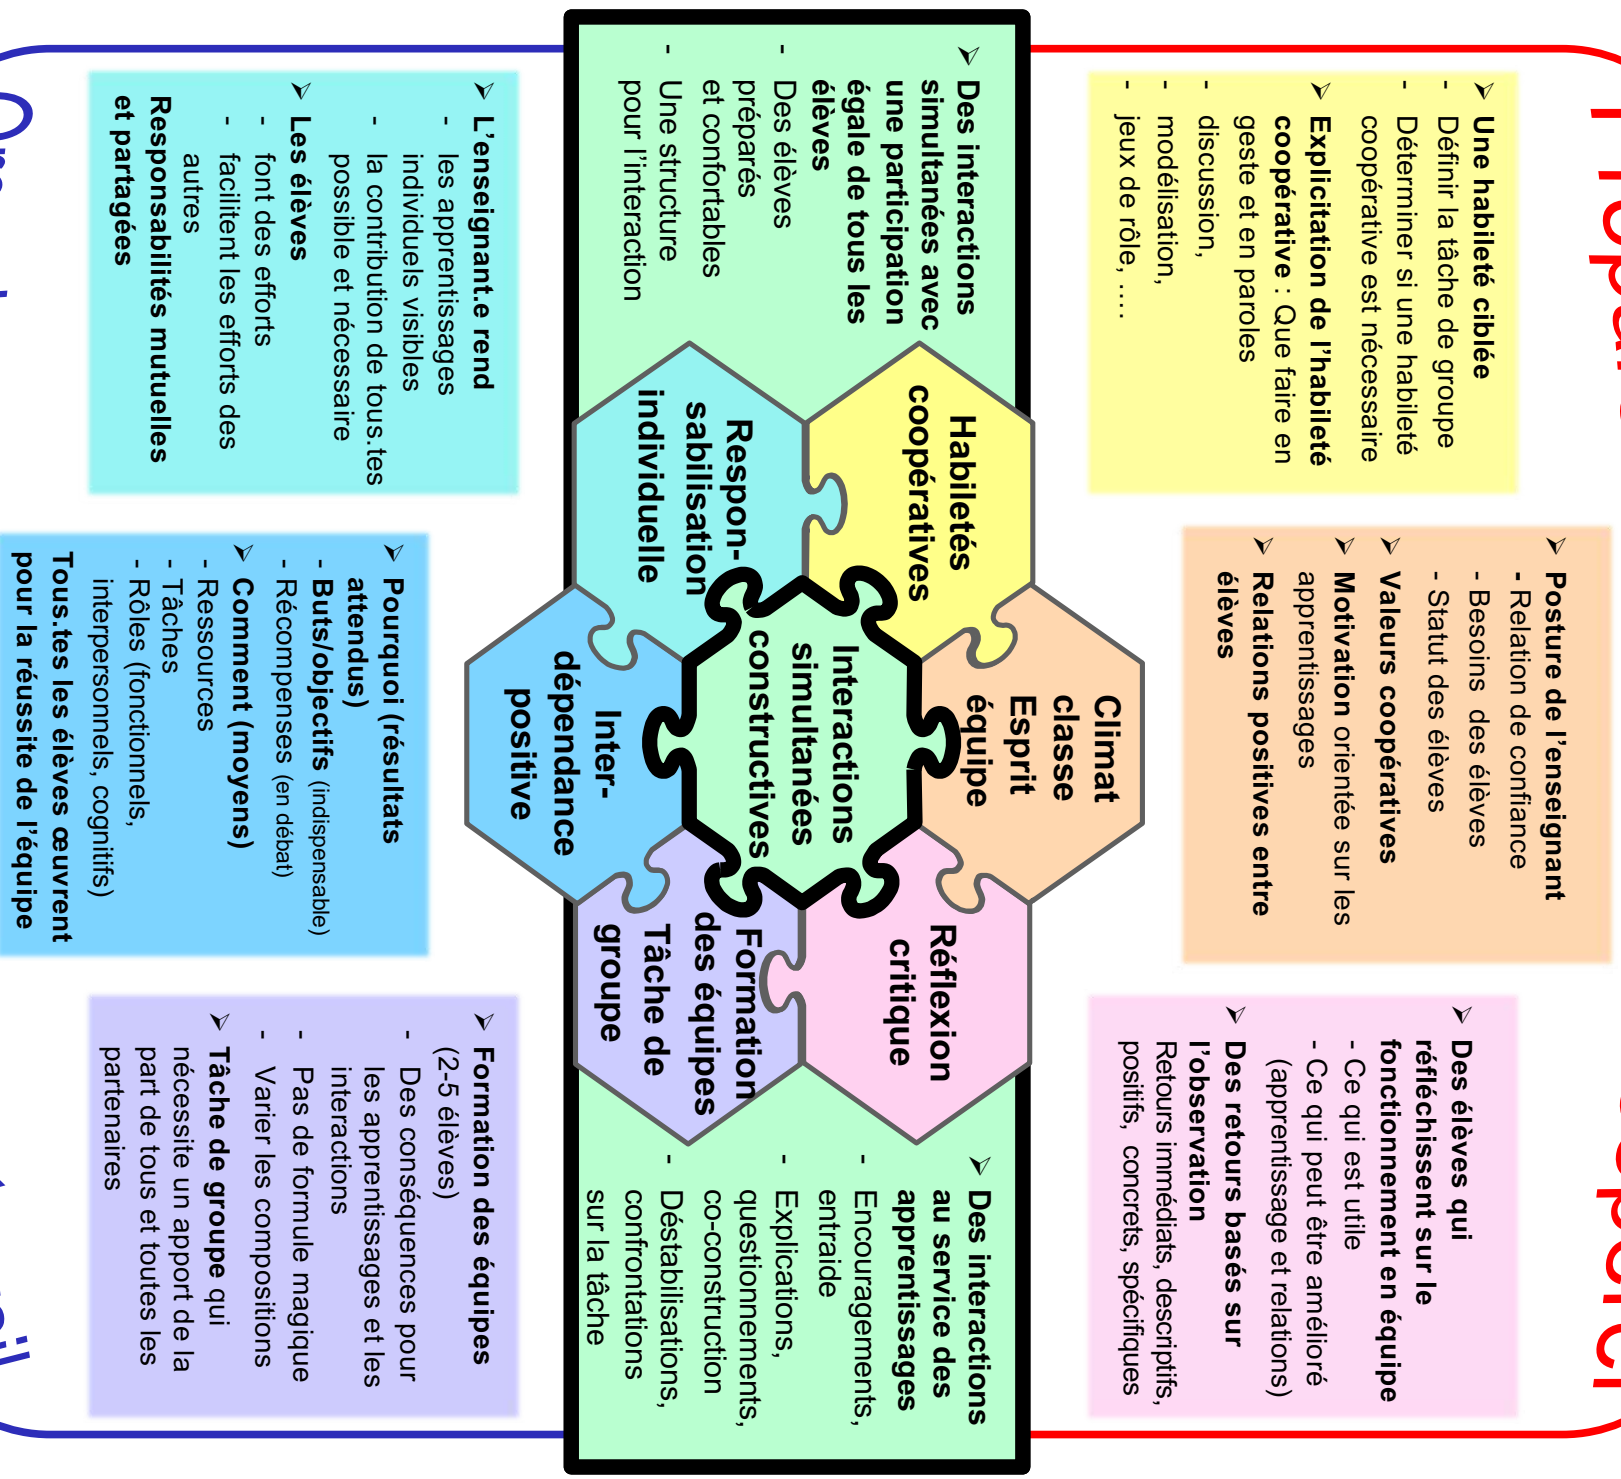 ➢ Une habileté ciblée
- Définir la tâche de groupe
- Déterminer si une habileté
coopérative est nécessaire
➢ Explicitation de l'habileté
coopérative : Que faire en
geste et en paroles
- discussion,
- modélisation,
- jeux de rôle, ....
➢ Posture de l'enseignant
- Relation de confiance
- Besoins des élèves
- Statut des élèves
➢ Valeurs coopératives
➢ Motivation orientée sur les
apprentissages
➢ Relations positives entre
élèves
➢ Des élèves qui
réfléchissent sur le
fonctionnement en équipe
- Ce qui est utile
- Ce qui peut être amélioré
(apprentissage et relations)
➢ Des retours basés sur
l'observation
Retours immédiats, descriptifs,
positifs, concrets, spécifiques
➢ Des interactions
simultanées avec
une participation
égale de tous les
élèves
- Des élèves
préparés
et confortables
- Une structure
pour l'interaction
Habiletés
coopératives
Climat
classe
Esprit
équipe
Réflexion
critique
Interactions
simultanées
constructives
Respon-
sabilisation
individuelle
Inter-
dépendance
positive
Formation
des équipes
Tâche de
groupe
➢ Des interactions
au service des
apprentissages
- Encouragements,
entraide
- Explications,
questionnements,
co-construction
- Déstabilisations,
confrontations
sur la tâche
➢ L'enseignant.e rend
- les apprentissages
individuels visibles
- la contribution de tous.tes
possible et nécessaire
➢ Les élèves
- font des efforts
- facilitent les efforts des
autres
Responsabilités mutuelles
et partagées
➢ Pourquoi (résultats
attendus)
- Buts/objectifs (indispensable)
- Récompenses (en débat)
➢ Comment (moyens)
- Ressources
- Tâches
- Rôles (fonctionnels,
interpersonnels, cognitifs)
Tous.tes les élèves œuvrent
pour la réussite de l'équipe
➢ Formation des équipes
(2-5 élèves)
- Des conséquences pour
les apprentissages et les
interactions
- Pas de formule magique
- Varier les compositions
➢ Tâche de groupe qui
nécessite un apport de la
part de tous et toutes les
partenaires